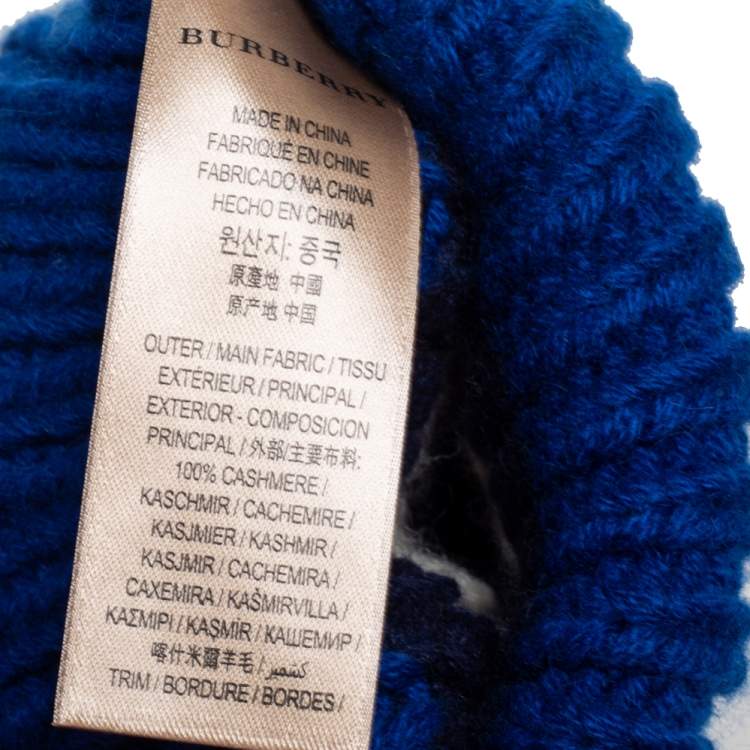 BURBERRY
MADE IN CHINA
FABRIQUÉ EN CHINE
FABRICADO NA CHINA
HECHO EN CHINA
원산지: 중국
原產地 中國
原产地 中国
OUTER / MAIN FABRIC / TISSU
EXTÉRIEUR / PRINCIPAL /
EXTERIOR - COMPOSICION
PRINCIPAL / 外部/主要布料:
100% CASHMERE /
KASCHMIR / CACHEMIRE /
KASJMIER / KASHMIR /
KASJMIR / CACHEMIRA /
CAXEMIRA / KAŠMIRVILLA /
ΚΑΣΜΙΡΙ / KAŞMİR / КАШЕМИР /
喀什米爾羊毛 / كشمير /
TRIM / BORDURE / BORDES /